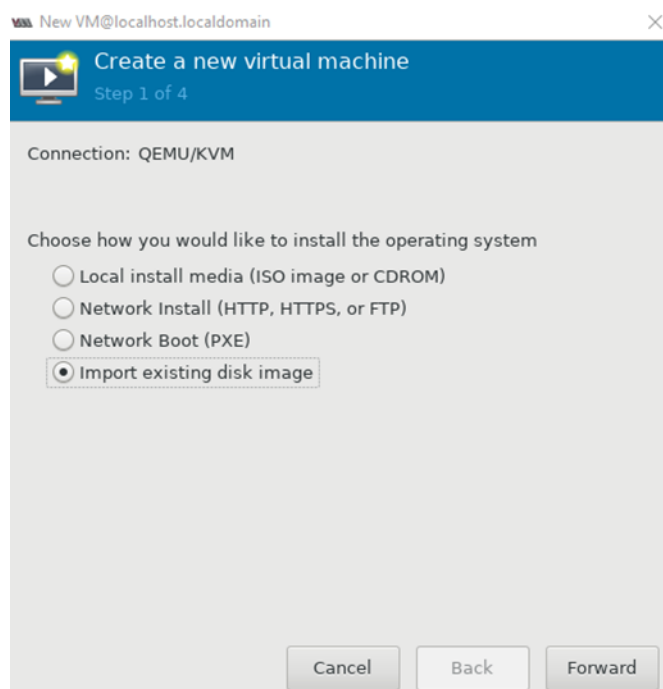 New VM@localhost.localdomain
Create a new virtual machine
Step 1 of 4
Connection: QEMU/KVM
Choose how you would like to install the operating system
Local install media (ISO image or CDROM)
Network Install (HTTP, HTTPS, or FTP)
Network Boot (PXE)
Import existing disk image
Cancel Back Forward